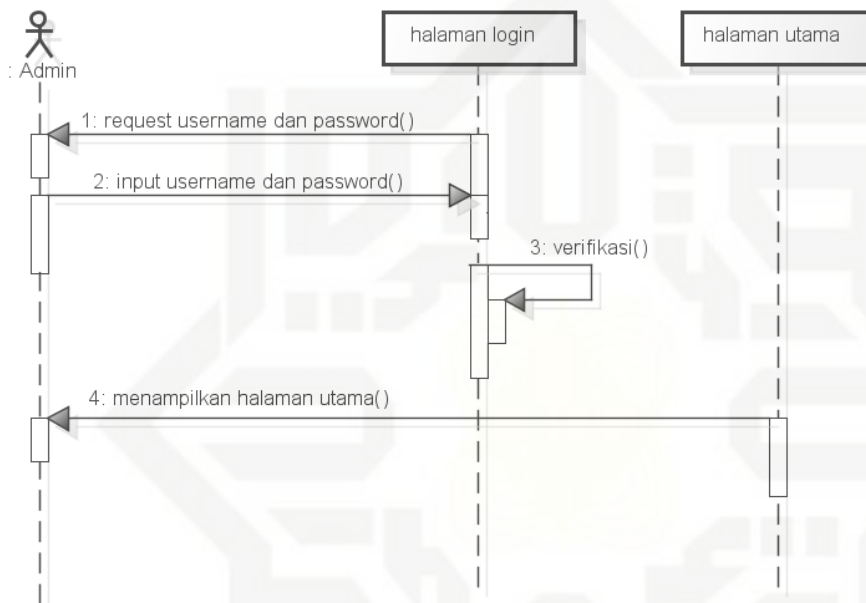 halaman login
halaman utama
: Admin
1: request username dan password()
2: input username dan password()
3: verifikasi()
4: menampilkan halaman utama()